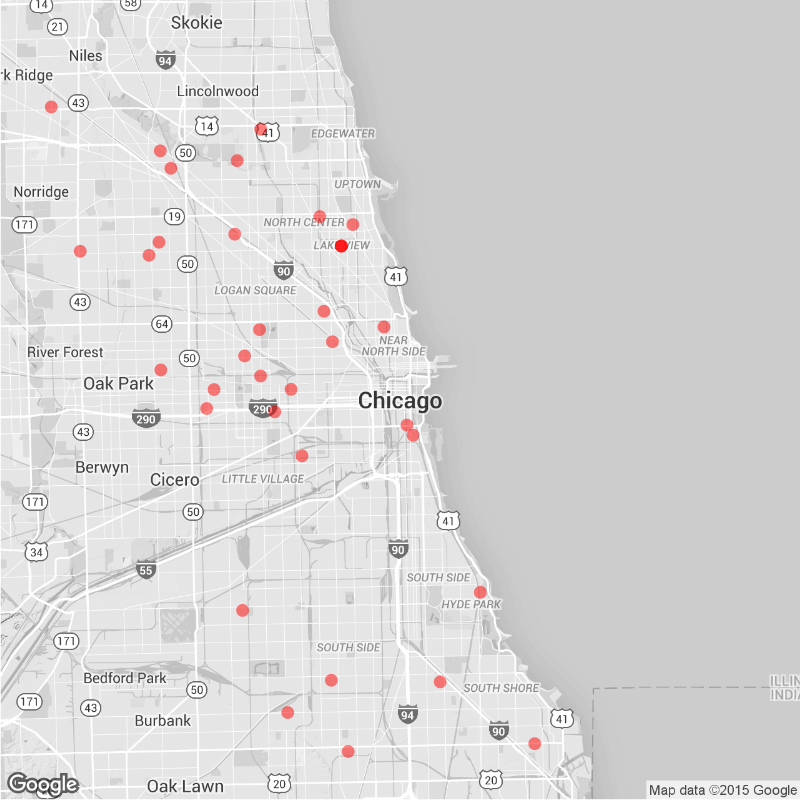 14
58
Skokie
21
Niles
94
rk Ridge
Lincolnwood
43
14
41
EDGEWATER
50
UPTOWN
Norridge
171
19
NORTH CENTER
LAKEVIEW
50
90
41
LOGAN SQUARE
43
64
NEAR
NORTH SIDE
River Forest
50
Oak Park
Chicago
290
290
43
Berwyn
Cicero
LITTLE VILLAGE
171
50
41
34
90
55
SOUTH SIDE
HYDE PARK
171
SOUTH SIDE
Bedford Park
ILLIN
INDIA
50
SOUTH SHORE
171
43
94
41
Burbank
90
Google
Oak Lawn
20
20
Map data ©2015 Google